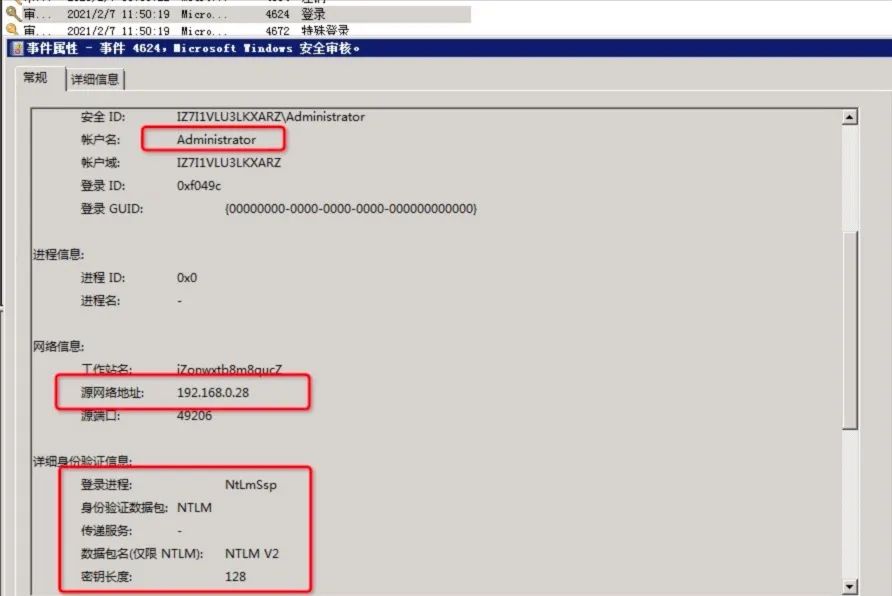 审... 2021/2/7 11:50:19 Micro... 4624 登录
审... 2021/2/7 11:50:19 Micro... 4672 特殊登录
事件属性 - 事件 4624，Microsoft Windows 安全审核。
常规 详细信息
安全 ID: IZ7I1VLU3LKXARZ\Administrator
帐户名: Administrator
帐户域: IZ7I1VLU3LKXARZ
登录 ID: 0xf049c
登录 GUID: {00000000-0000-0000-0000-000000000000}
进程信息:
进程 ID: 0x0
进程名: -
网络信息:
工作站名: iZonwxtb8m8qucZ
源网络地址: 192.168.0.28
源端口: 49206
详细身份验证信息:
登录进程: NtLmSsp
身份验证数据包: NTLM
传递服务: -
数据包名(仅限 NTLM): NTLM V2
密钥长度: 128